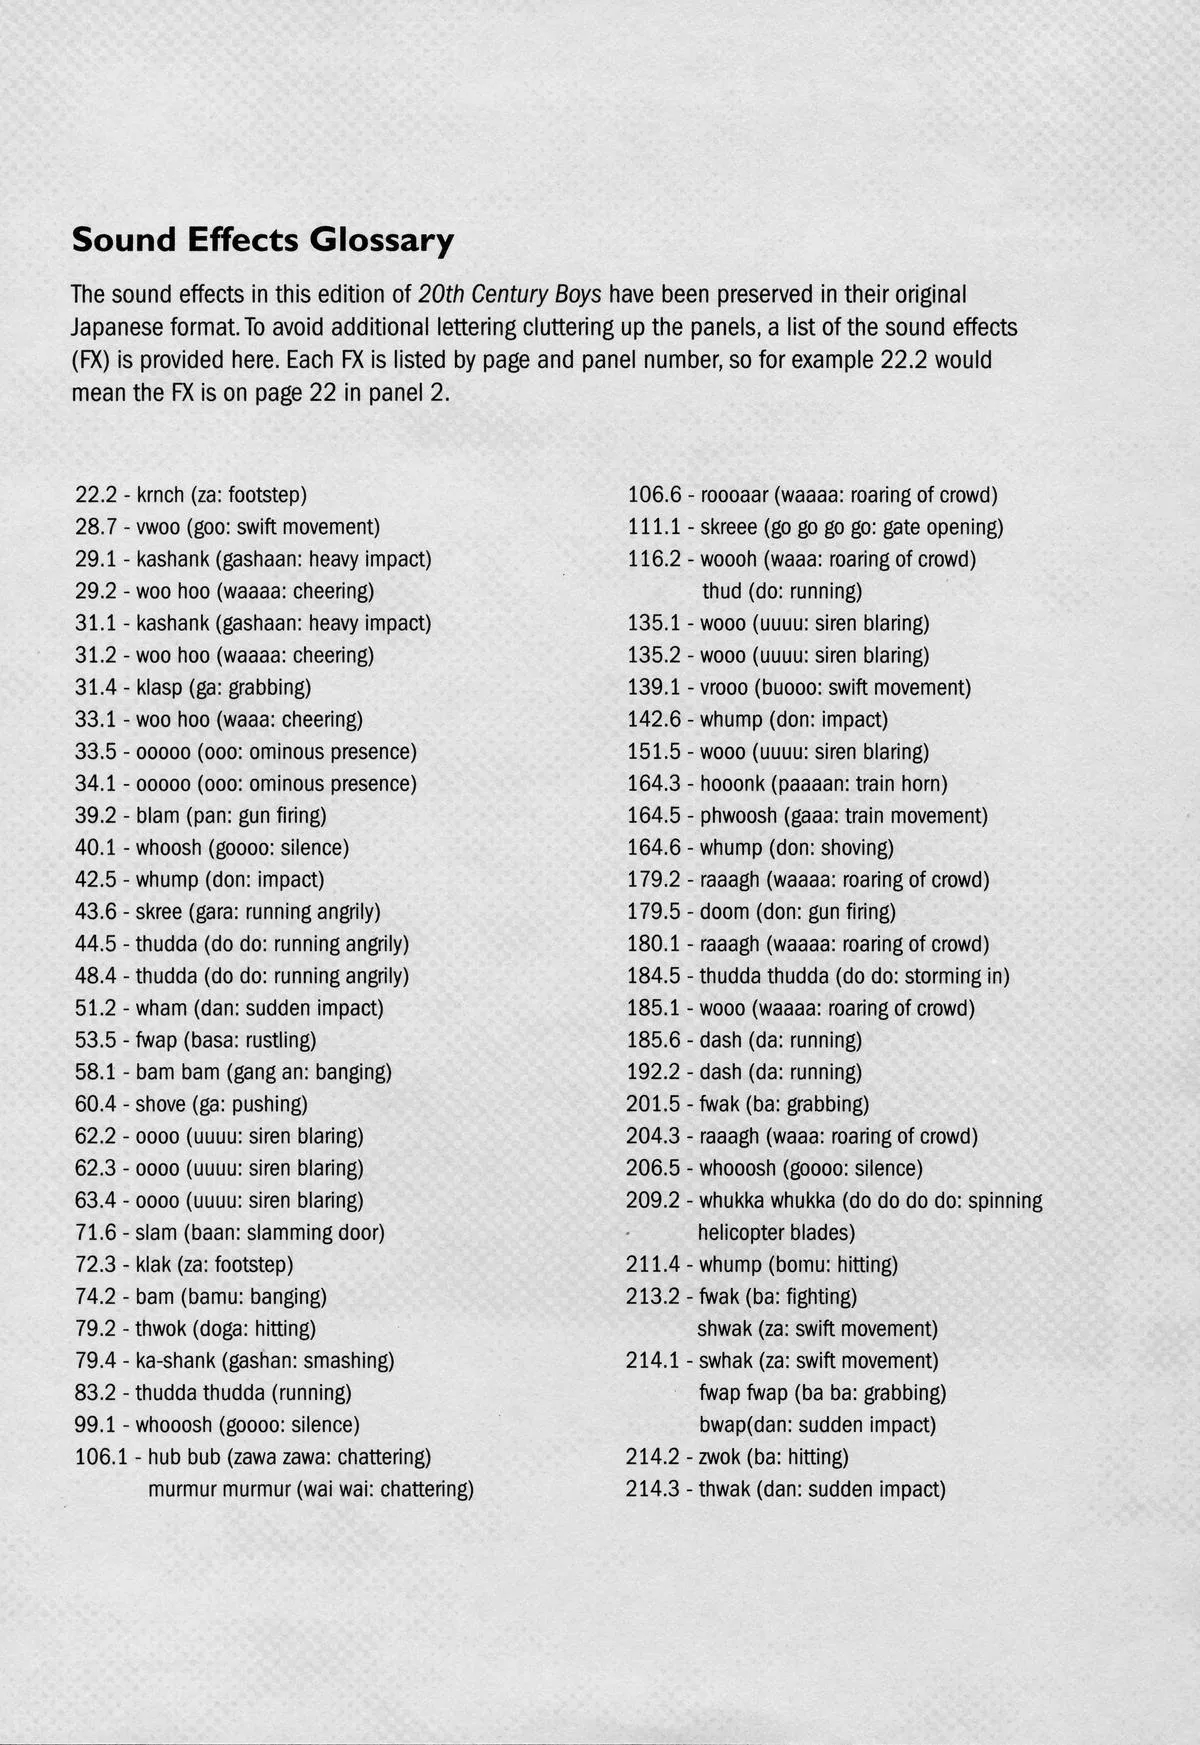 Sound Effects Glossary
The sound effects in this edition of 20th Century Boys have been preserved in their original
Japanese format. To avoid additional lettering cluttering up the panels, a list of the sound effects
(FX) is provided here. Each FX is listed by page and panel number, so for example 22.2 would
mean the FX is on page 22 in panel 2.
22.2 - krnch (za: footstep)
28.7 - vwoo (goo: swift movement)
29.1 - kashank (gashaan: heavy impact)
29.2 - woo hoo (waaaa: cheering)
31.1 - kashank (gashaan: heavy impact)
31.2 - woo hoo (waaaa: cheering)
31.4 - klasp (ga: grabbing)
33.1 - woo hoo (waaa: cheering)
33.5 - ooooo (ooo: ominous presence)
34.1 - ooooo (ooo: ominous presence)
39.2 - blam (pan: gun firing)
40.1 - whoosh (goooo: silence)
42.5 - whump (don: impact)
43.6 - skree (gara: running angrily)
44.5 - thudda (do do: running angrily)
48.4 - thudda (do do: running angrily)
51.2 - wham (dan: sudden impact)
53.5 - fwap (basa: rustling)
58.1 - bam bam (gang an: banging)
60.4 - shove (ga: pushing)
62.2 - oooo (uuuu: siren blaring)
62.3 - oooo (uuuu: siren blaring)
63.4 - oooo (uuuu: siren blaring)
71.6 - slam (baan: slamming door)
72.3 - klak (za: footstep)
74.2 - bam (bamu: banging)
79.2 - thwok (doga: hitting)
79.4 - ka-shank (gashan: smashing)
83.2 - thudda thudda (running)
99.1 - whooosh (goooo: silence)
106.1 - hub bub (zawa zawa: chattering)
murmur murmur (wai wai: chattering)
106.6 - roooaar (waaaa: roaring of crowd)
111.1 - skreee (go go go go: gate opening)
116.2 - woooh (waaa: roaring of crowd)
thud (do: running)
135.1 - wooo (uuuu: siren blaring)
135.2 - wooo (uuuu: siren blaring)
139.1 - vrooo (buooo: swift movement)
142.6 - whump (don: impact)
151.5 - wooo (uuuu: siren blaring)
164.3 - hooonk (paaaan: train horn)
164.5 - phwoosh (gaaa: train movement)
164.6 - whump (don: shoving)
179.2 - raaagh (waaaa: roaring of crowd)
179.5 - doom (don: gun firing)
180.1 - raaagh (waaaa: roaring of crowd)
184.5 - thudda thudda (do do: storming in)
185.1 - wooo (waaaa: roaring of crowd)
185.6 - dash (da: running)
192.2 - dash (da: running)
201.5 - fwak (ba: grabbing)
204.3 - raaagh (waaa: roaring of crowd)
206.5 - whooosh (goooo: silence)
209.2 - whukka whukka (do do do do: spinning
helicopter blades)
211.4 - whump (bomu: hitting)
213.2 - fwak (ba: fighting)
shwak (za: swift movement)
214.1 - swhak (za: swift movement)
fwap fwap (ba ba: grabbing)
bwap(dan: sudden impact)
214.2 - zwok (ba: hitting)
214.3 - thwak (dan: sudden impact)